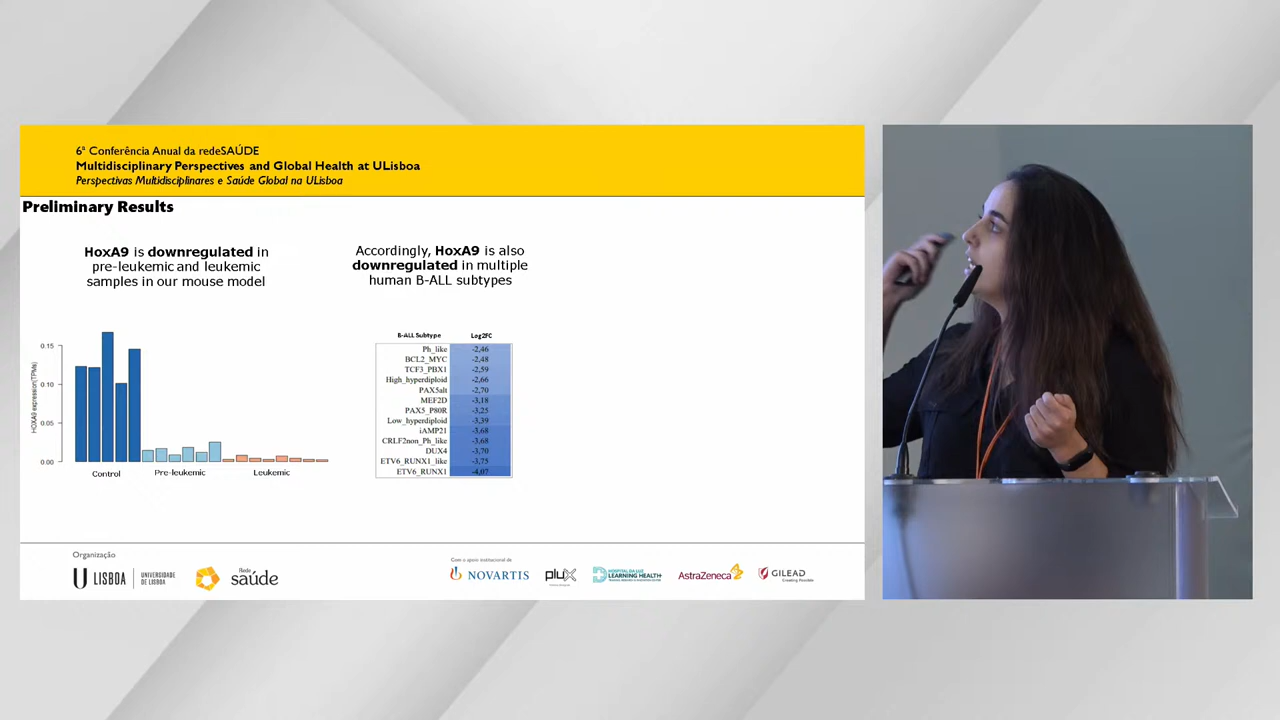 6ª Conferência Anual da redeSAÚDE
Multidisciplinary Perspectives and Global Health at ULisboa
Perspectivas Multidisciplinares e Saúde Global na ULisboa
Preliminary Results
HoxA9 is downregulated in
pre-leukemic and leukemic
samples in our mouse model
Accordingly, HoxA9 is also
downregulated in multiple
human B-ALL subtypes
HOXA9 expression(TPMs)
0.15
0.10
0.05
0.00
Control
Pre-leukemic
Leukemic
B-ALL Subtype Log2FC
Ph_like -2,46
BCL2_MYC -2,48
TCF3_PBX1 -2,59
High_hyperdiploid -2,66
PAX5alt -2,70
MEF2D -3,18
PAX5_P80R -3,25
Low_hyperdiploid -3,39
iAMP21 -3,68
CRLF2non_Ph_like -3,68
DUX4 -3,70
ETV6_RUNX1_like -3,75
ETV6_RUNX1 -4,07
Organização
U LISBOA UNIVERSIDADE DE LISBOA
Rede saúde
Com o apoio institucional de
NOVARTIS
plux
HOSPITAL DA LUZ
LEARNING HEALTH
AstraZeneca
GILEAD
Creating Possible